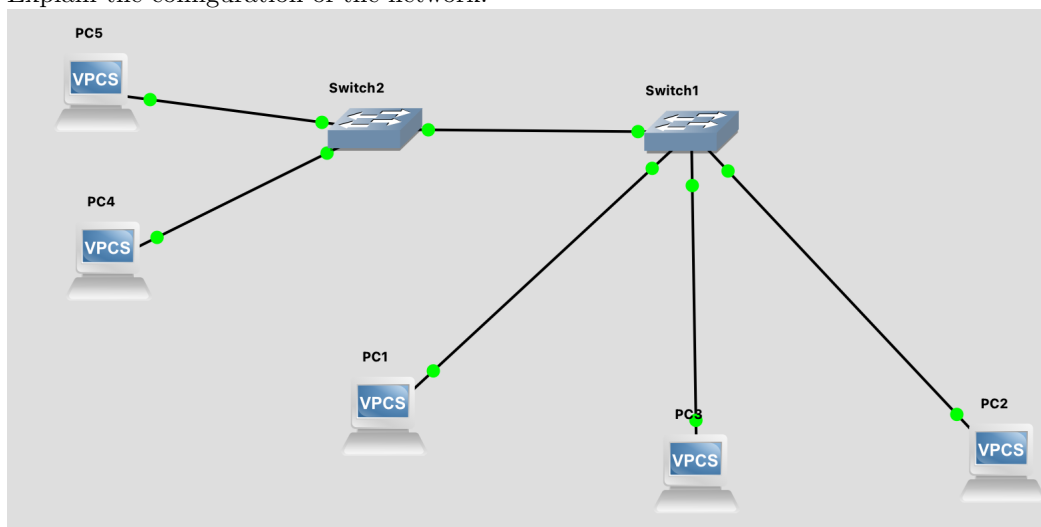 Explain the configuration of the network.
PC5
VPCS
Switch2
Switch1
PC4
VPCS
PC1
VPCS
PC3
VPCS
PC2
VPCS